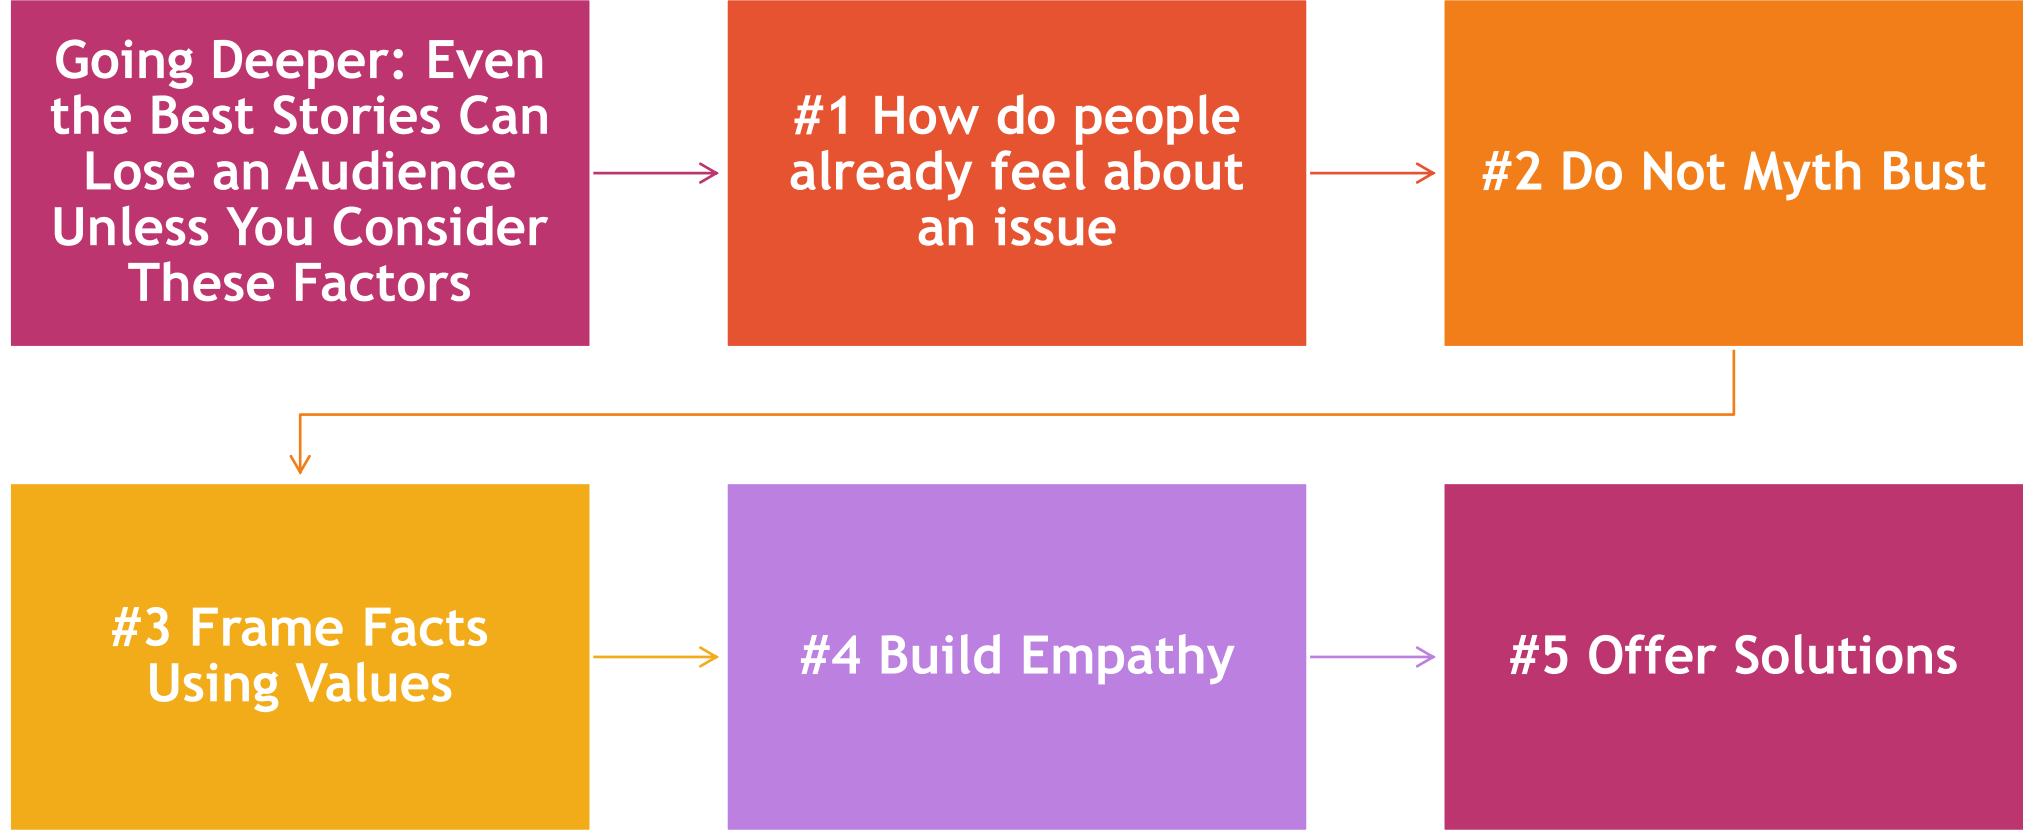 Going Deeper: Even
the Best Stories Can
Lose an Audience
Unless You Consider
These Factors
#1 How do people
already feel about
an issue
#2 Do Not Myth Bust
#3 Frame Facts
Using Values
#4 Build Empathy
#5 Offer Solutions